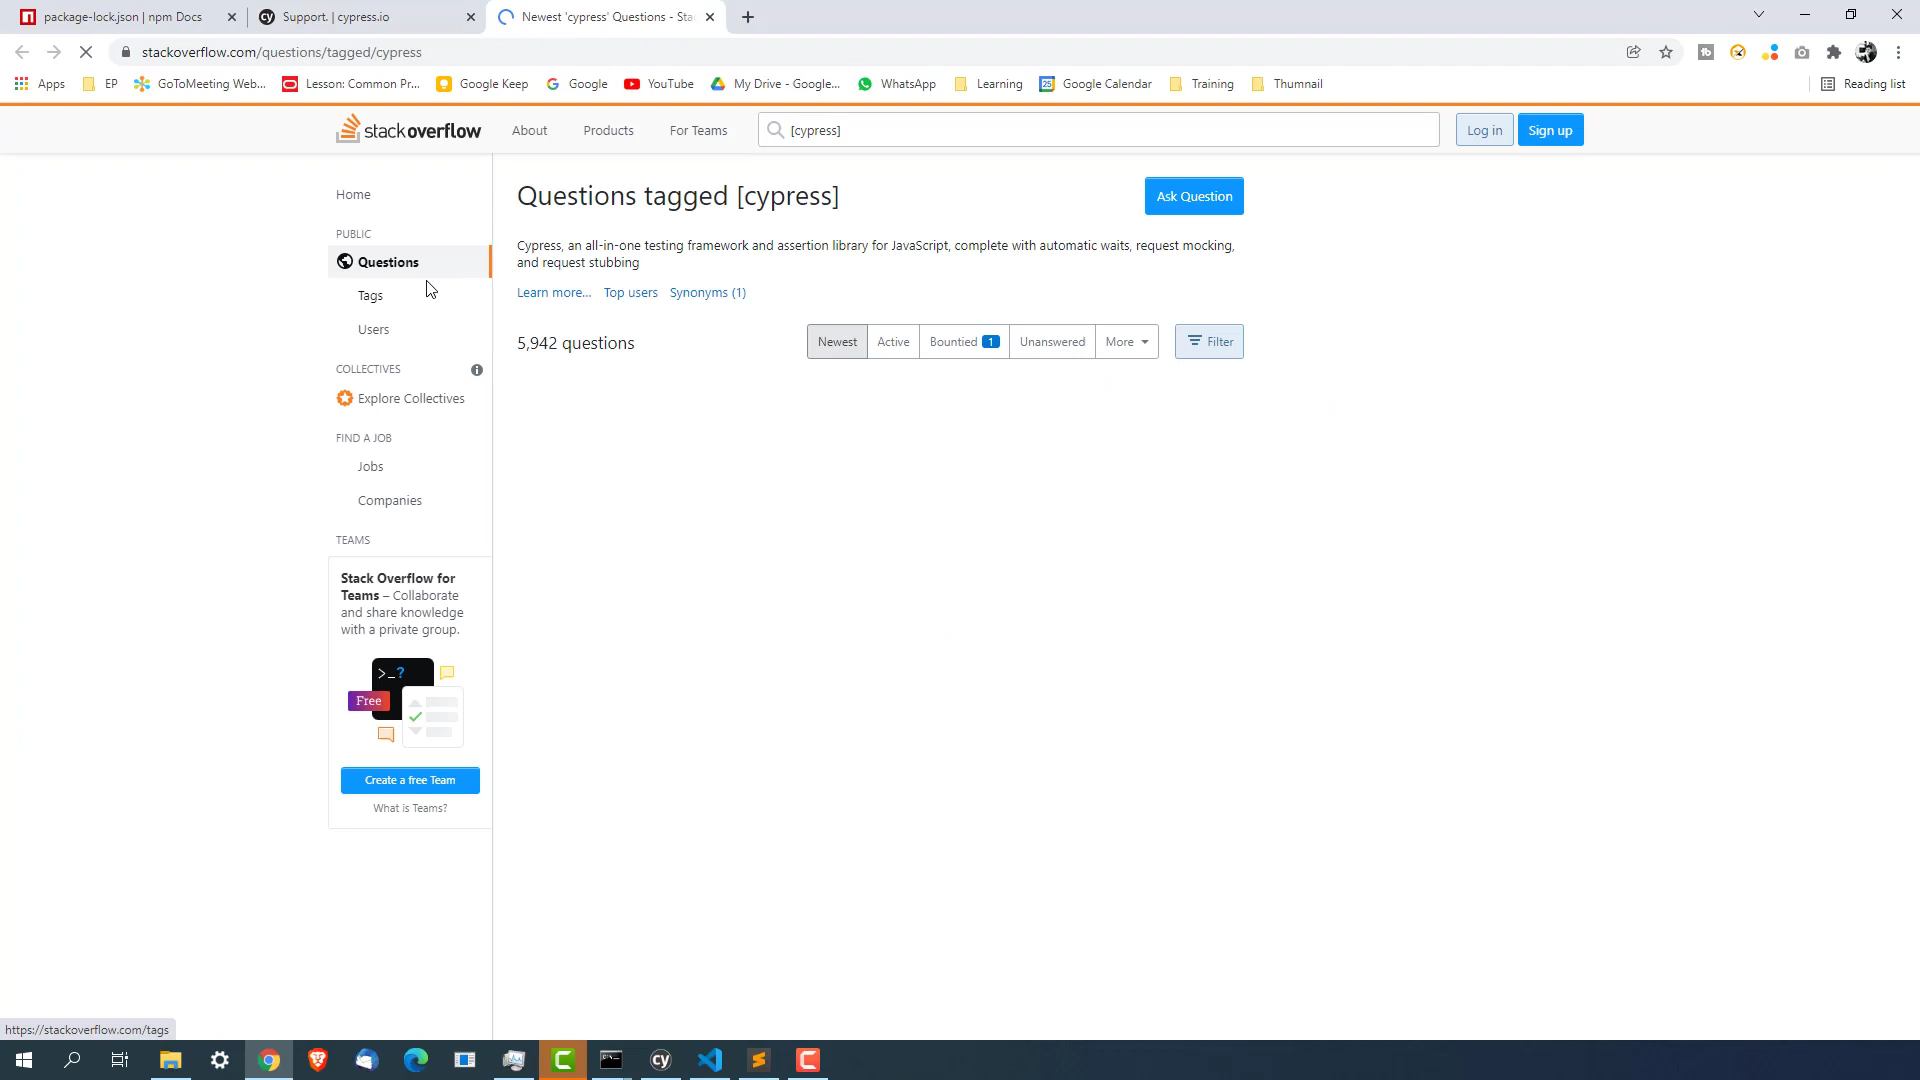 package-lock.json | npm Docs
Support. | cypress.io
Newest 'cypress' Questions - Sta
stackoverflow.com/questions/tagged/cypress
Apps
EP
GoToMeeting Web...
Lesson: Common Pr...
Google Keep
Google
YouTube
My Drive - Google...
WhatsApp
Learning
Google Calendar
Training
Thumnail
Reading list
stackoverflow
About
Products
For Teams
[cypress]
Log in
Sign up
Home
PUBLIC
Questions
Tags
Users
COLLECTIVES
Explore Collectives
FIND A JOB
Jobs
Companies
TEAMS
Stack Overflow for
Teams – Collaborate
and share knowledge
with a private group.
>_?
Free
Create a free Team
What is Teams?
Questions tagged [cypress]
Ask Question
Cypress, an all-in-one testing framework and assertion library for JavaScript, complete with automatic waits, request mocking,
and request stubbing
Learn more...
Top users
Synonyms (1)
5,942 questions
Newest
Active
Bountied 1
Unanswered
More
Filter
https://stackoverflow.com/tags